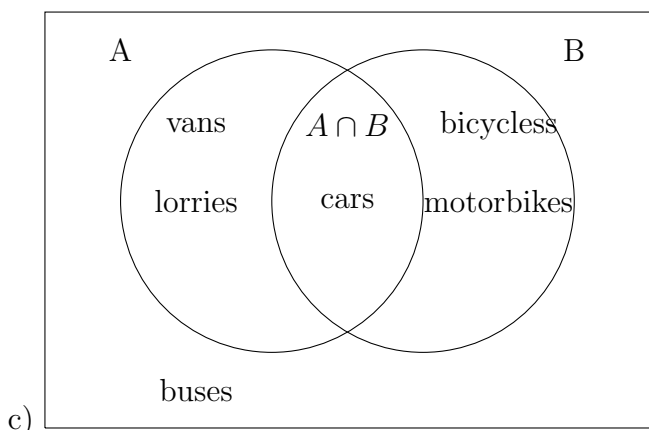 A B
vans A ∩ B bicycless
lorries cars motorbikes
buses
c)